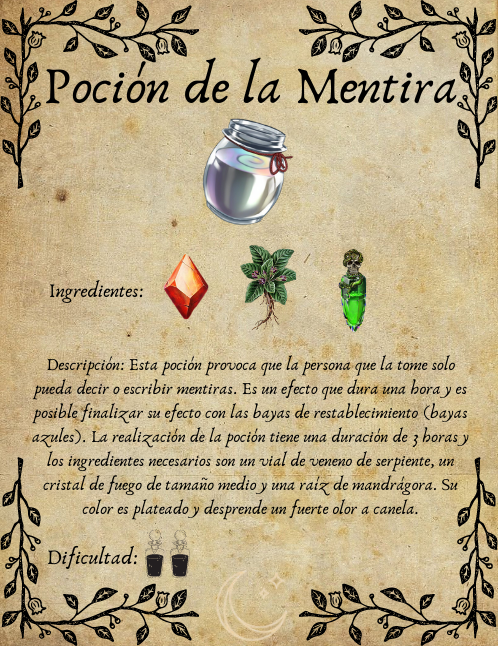 Poción de la Mentira
Ingredientes:
Descripción: Esta poción provoca que la persona que la tome solo
pueda decir o escribir mentiras. Es un efecto que dura una hora y es
posible finalizar su efecto con las bayas de restablecimiento (bayas
azules). La realización de la poción tiene una duración de 3 horas y
los ingredientes necesarios son un vial de veneno de serpiente, un
cristal de fuego de tamaño medio y una raíz de mandrágora. Su
color es plateado y desprende un fuerte olor a canela.
Dificultad: